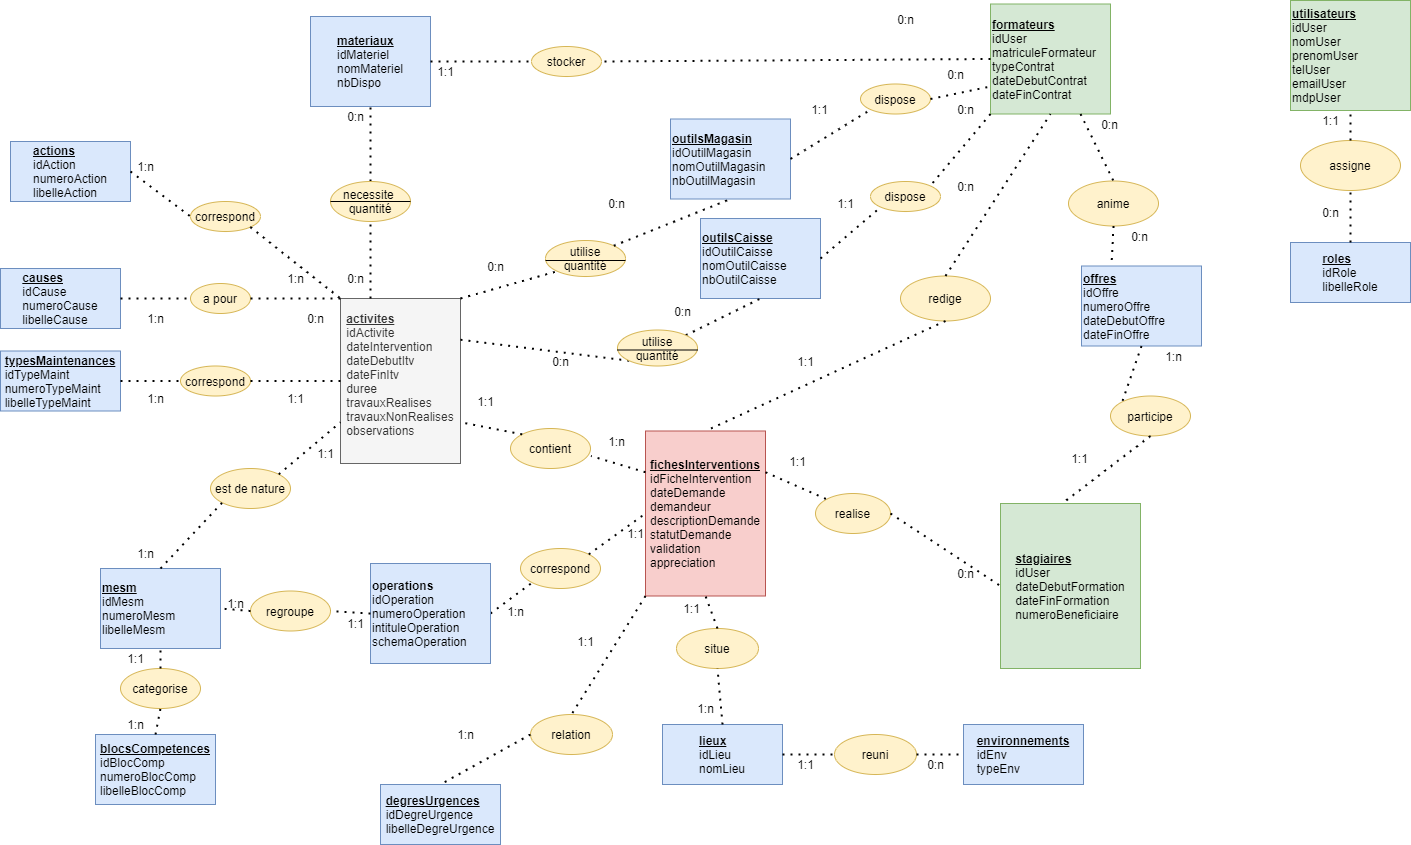 materiaux
idMateriel
nomMateriel
nbDispo
1:1
stocker
0:n
formateurs
idUser
matriculeFormateur
typeContrat
dateDebutContrat
dateFinContrat
utilisateurs
idUser
nomUser
prenomUser
telUser
emailUser
mdpUser
1:1
assigne
0:n
roles
idRole
libelleRole
0:n
necessite
quantité
0:n
actions
idAction
numeroAction
libelleAction
1:n
correspond
1:n
causes
idCause
numeroCause
libelleCause
1:n
a pour
0:n
typesMaintenances
idTypeMaint
numeroTypeMaint
libelleTypeMaint
1:n
correspond
1:1
activites
idActivite
dateIntervention
dateDebutItv
dateFinItv
duree
travauxRealises
travauxNonRealises
observations
outilsMagasin
idOutilMagasin
nomOutilMagasin
nbOutilMagasin
1:1
dispose
0:n
0:n
utilise
quantité
0:n
outilsCaisse
idOutilCaisse
nomOutilCaisse
nbOutilCaisse
1:1
dispose
0:n
0:n
utilise
quantité
0:n
0:n
redige
1:1
0:n
anime
0:n
offres
idOffre
numeroOffre
dateDebutOffre
dateFinOffre
1:n
participe
1:1
stagiaires
idUser
dateDebutFormation
dateFinFormation
numeroBeneficiaire
1:1
contient
1:n
fichesInterventions
idFicheIntervention
dateDemande
demandeur
descriptionDemande
statutDemande
validation
appreciation
1:1
realise
0:n
1:1
est de nature
1:n
mesm
idMesm
numeroMesm
libelleMesm
1:n
regroupe
1:1
operations
idOperation
numeroOperation
intituleOperation
schemaOperation
1:n
correspond
1:1
1:1
categorise
1:n
blocsCompetences
idBlocComp
numeroBlocComp
libelleBlocComp
1:1
relation
1:n
degresUrgences
idDegreUrgence
libelleDegreUrgence
1:1
situe
1:n
lieux
idLieu
nomLieu
1:1
reuni
0:n
environnements
idEnv
typeEnv